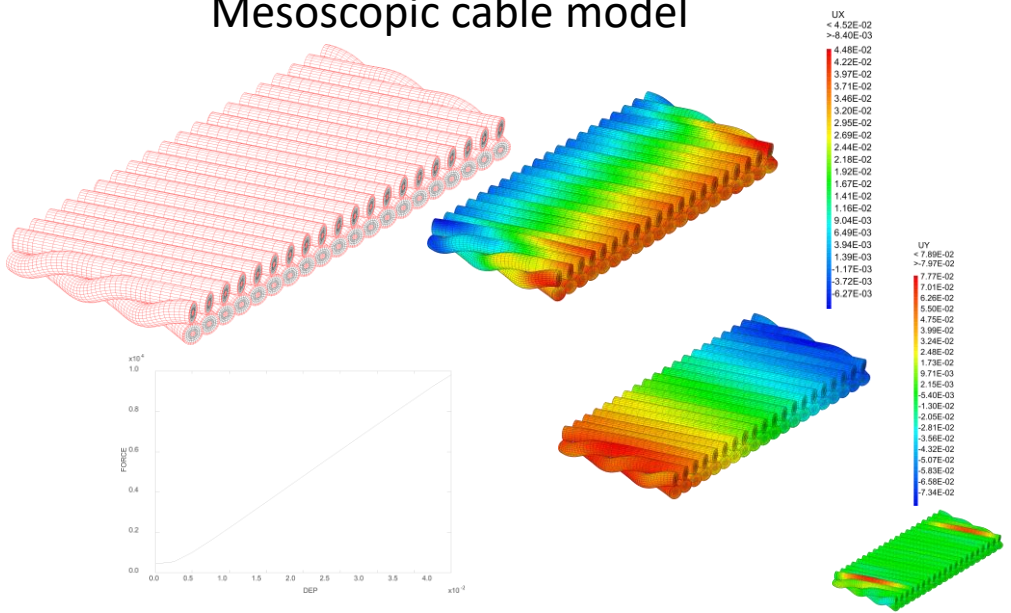 Mesoscopic cable model
UX
< 4.52E-02
>-8.40E-03
4.48E-02
4.22E-02
3.97E-02
3.71E-02
3.46E-02
3.20E-02
2.95E-02
2.69E-02
2.44E-02
2.18E-02
1.92E-02
1.67E-02
1.41E-02
1.16E-02
9.04E-03
6.49E-03
3.94E-03
1.39E-03
-1.17E-03
-3.72E-03
-6.27E-03
UY
< 7.89E-02
>-7.97E-02
7.77E-02
7.01E-02
6.26E-02
5.50E-02
4.75E-02
3.99E-02
3.24E-02
2.48E-02
1.73E-02
9.71E-03
2.15E-03
-5.40E-03
-1.30E-02
-2.05E-02
-2.81E-02
-3.56E-02
-4.32E-02
-5.07E-02
-5.83E-02
-6.58E-02
-7.34E-02
x10⁴
1.0
0.8
0.6
FORCE
0.4
0.2
0.0
0.0 0.5 1.0 1.5 2.0 2.5 3.0 3.5 4.0
DEP x10⁻²